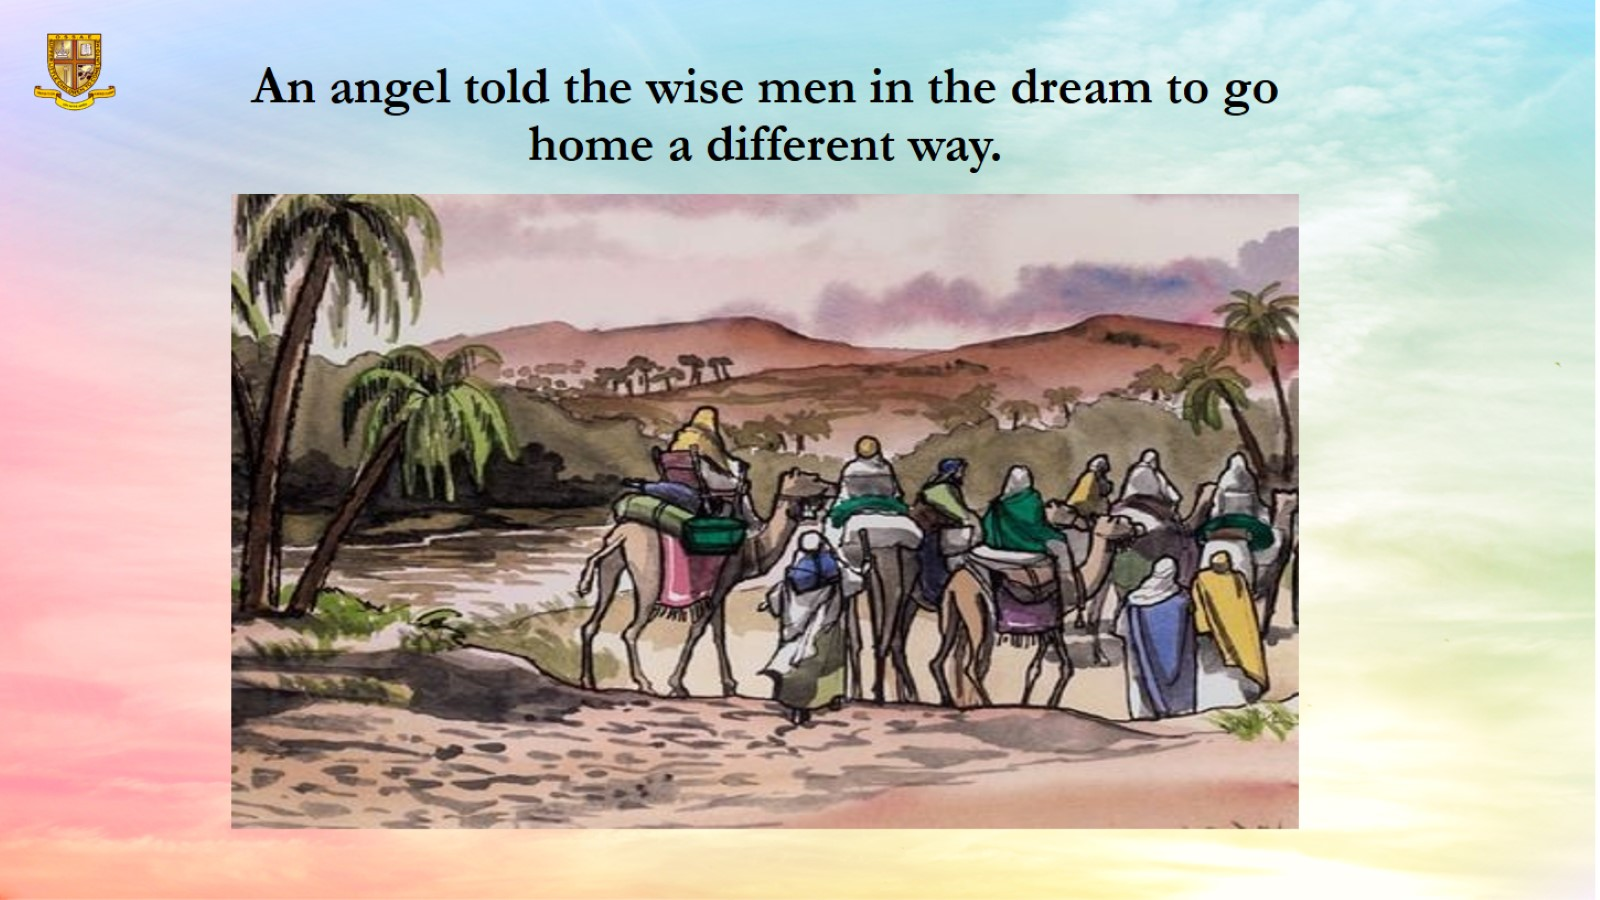 An angel told the wise men in the dream to go
home a different way.